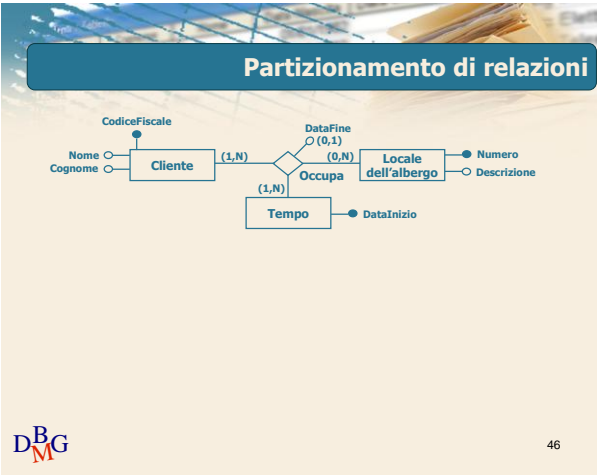 Partizionamento di relazioni
CodiceFiscale
DataFine
(0,1)
Nome
Cognome
Cliente
(1,N)
(0,N)
Occupa
Locale
dell'albergo
Numero
Descrizione
(1,N)
Tempo
DataInizio
DBMG
46